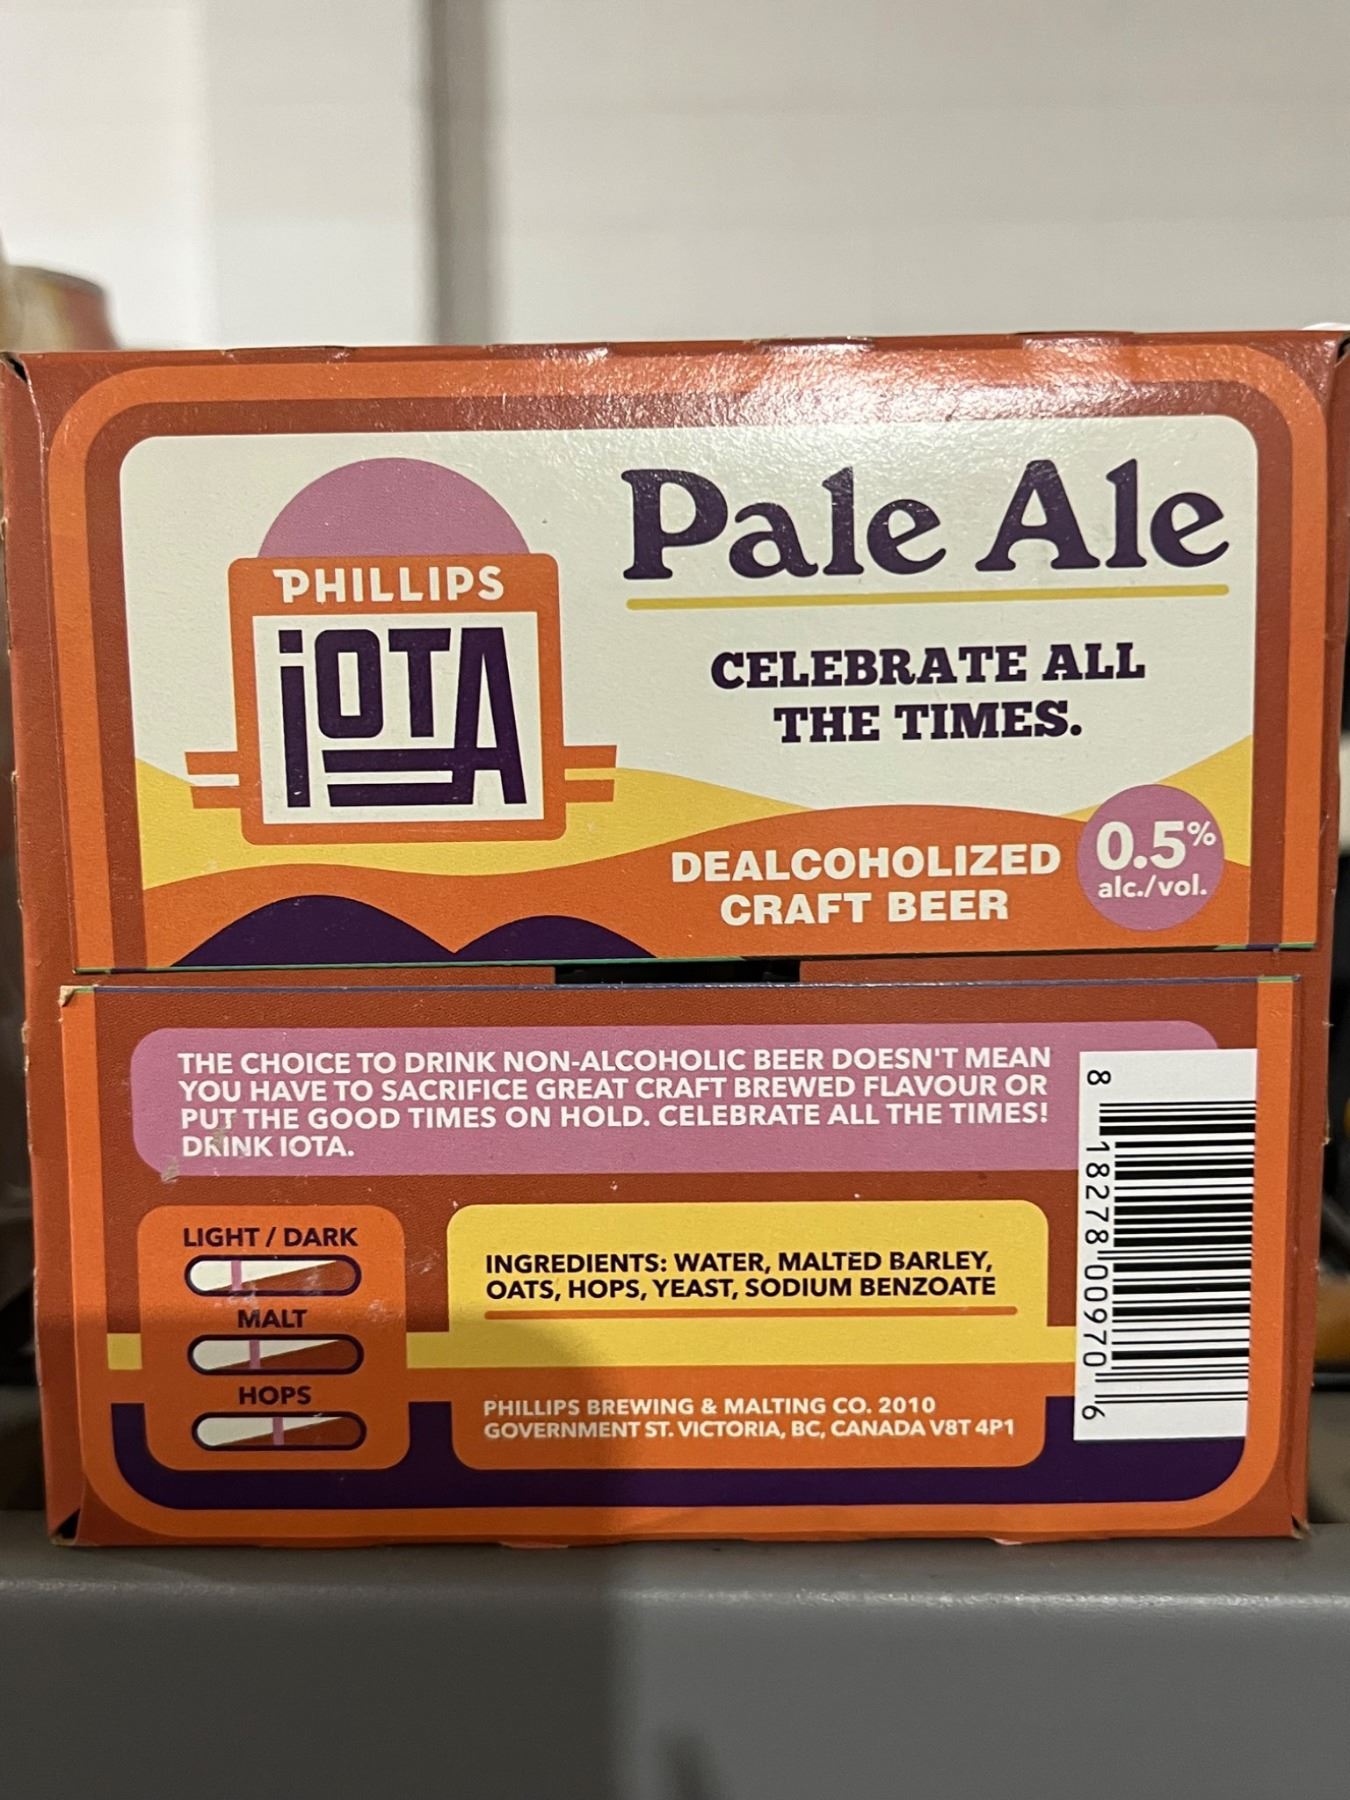 PHILLIPS
iOTA
Pale Ale
CELEBRATE ALL
THE TIMES.
DEALCOHOLIZED
CRAFT BEER
0.5%
alc./vol.
THE CHOICE TO DRINK NON-ALCOHOLIC BEER DOESN'T MEAN
YOU HAVE TO SACRIFICE GREAT CRAFT BREWED FLAVOUR OR
PUT THE GOOD TIMES ON HOLD. CELEBRATE ALL THE TIMES!
DRINK IOTA.
LIGHT / DARK
MALT
HOPS
INGREDIENTS: WATER, MALTED BARLEY,
OATS, HOPS, YEAST, SODIUM BENZOATE
PHILLIPS BREWING & MALTING CO. 2010
GOVERNMENT ST. VICTORIA, BC, CANADA V8T 4P1
8 18278 00970 6